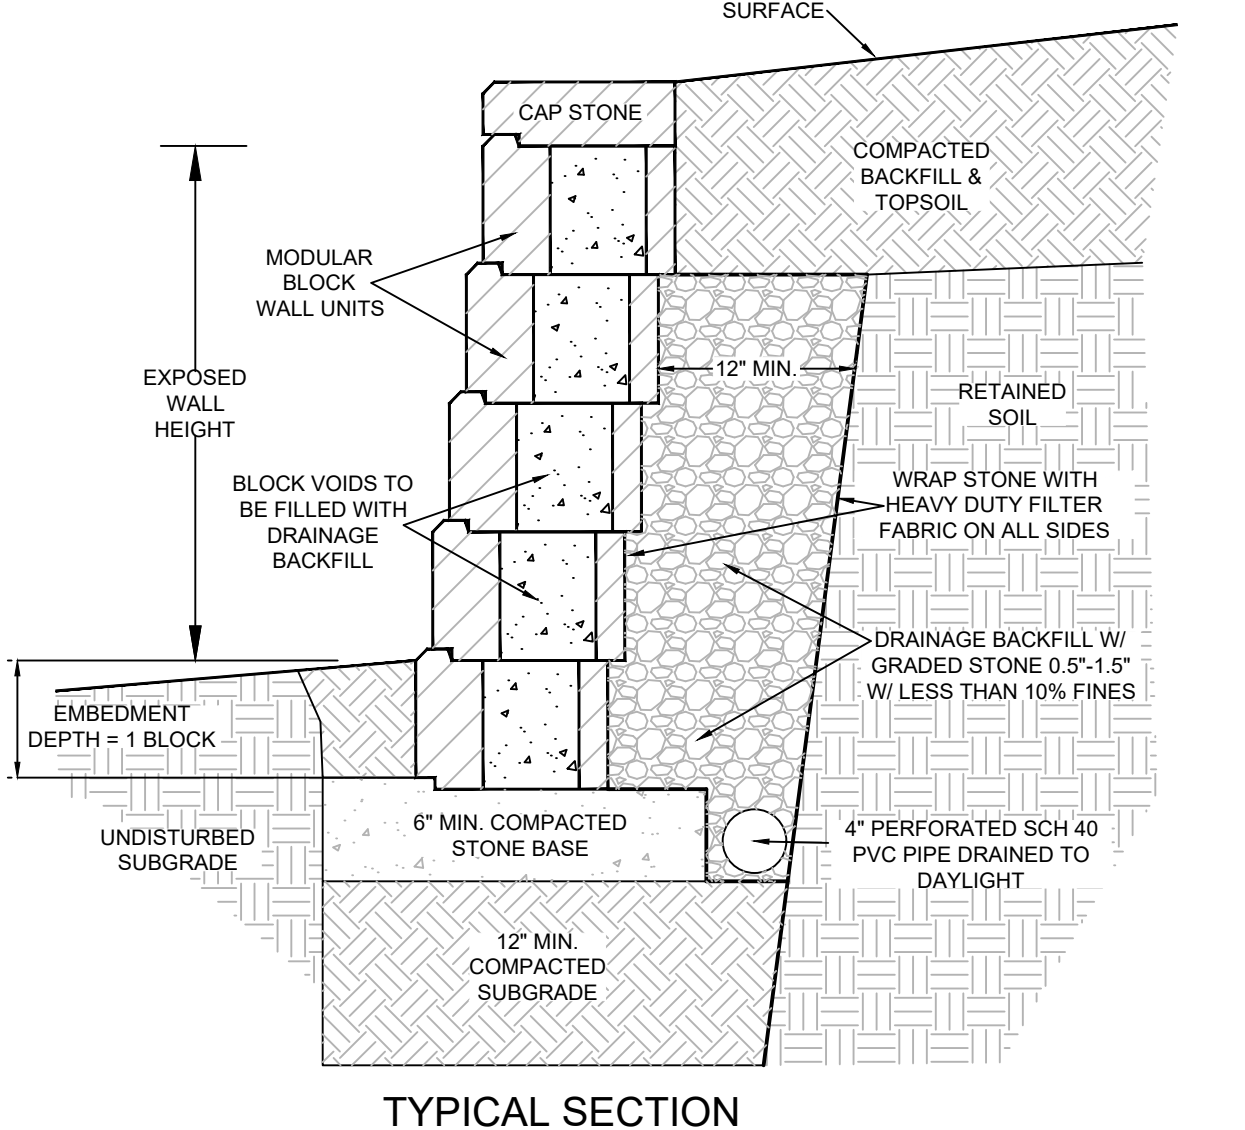 SURFACE
CAP STONE
COMPACTED
BACKFILL &
TOPSOIL
MODULAR
BLOCK
WALL UNITS
EXPOSED
WALL
HEIGHT
12" MIN.
RETAINED
SOIL
BLOCK VOIDS TO
BE FILLED WITH
DRAINAGE
BACKFILL
WRAP STONE WITH
HEAVY DUTY FILTER
FABRIC ON ALL SIDES
DRAINAGE BACKFILL W/
GRADED STONE 0.5"-1.5"
W/ LESS THAN 10% FINES
EMBEDMENT
DEPTH = 1 BLOCK
UNDISTURBED
SUBGRADE
6" MIN. COMPACTED
STONE BASE
4" PERFORATED SCH 40
PVC PIPE DRAINED TO
DAYLIGHT
12" MIN.
COMPACTED
SUBGRADE
TYPICAL SECTION